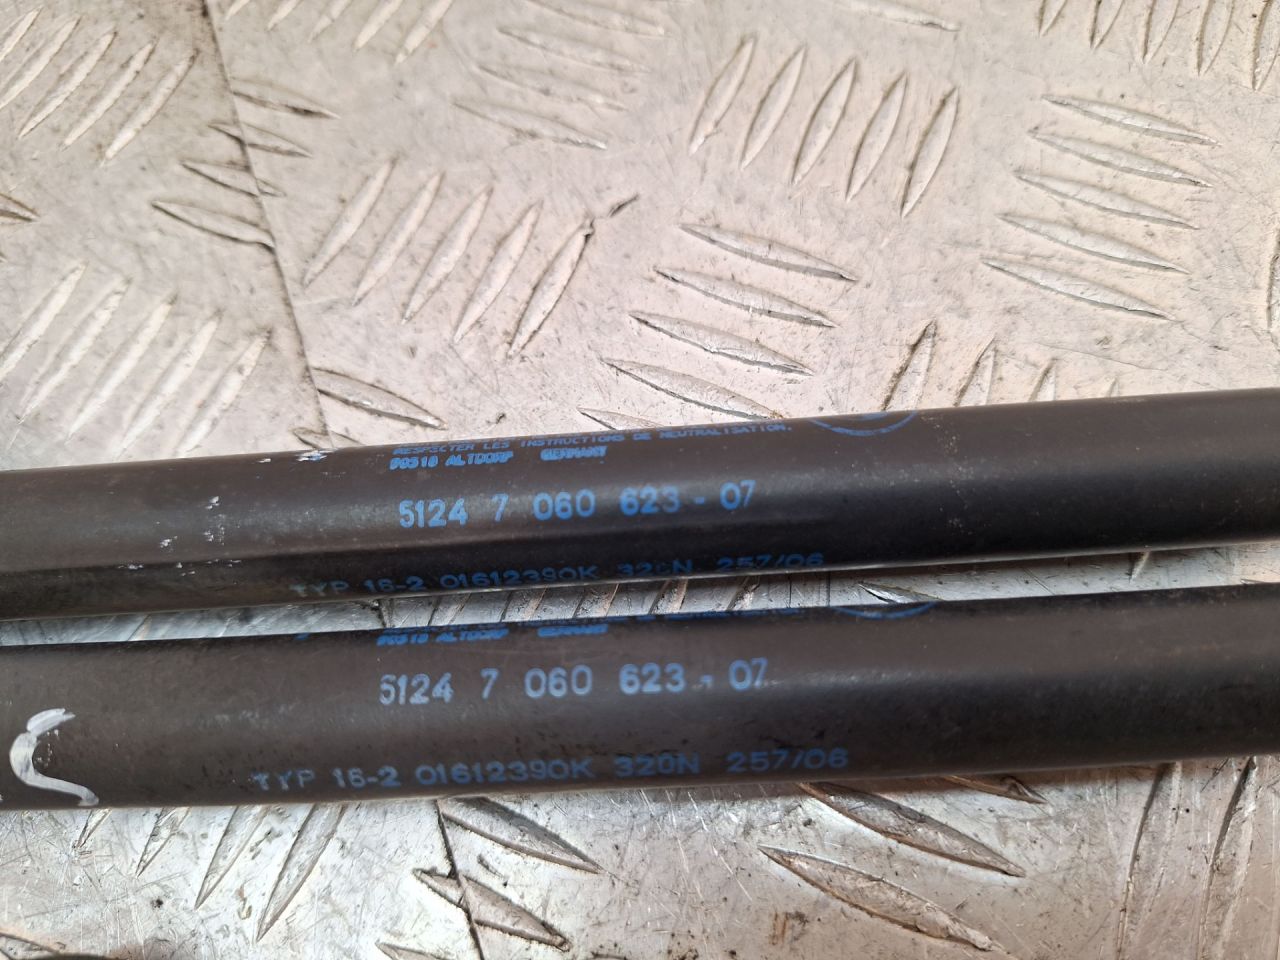 RESPECTER LES INSTRUCTIONS DE NEUTRALISATION.
90518 ALTDORF GERMANY
5124 7 060 623-07
TYP 16-2 01612390K 320N 257/06
90518 ALTDORF GERMANY
5124 7 060 623-07
TYP 16-2 01612390K 320N 257/06